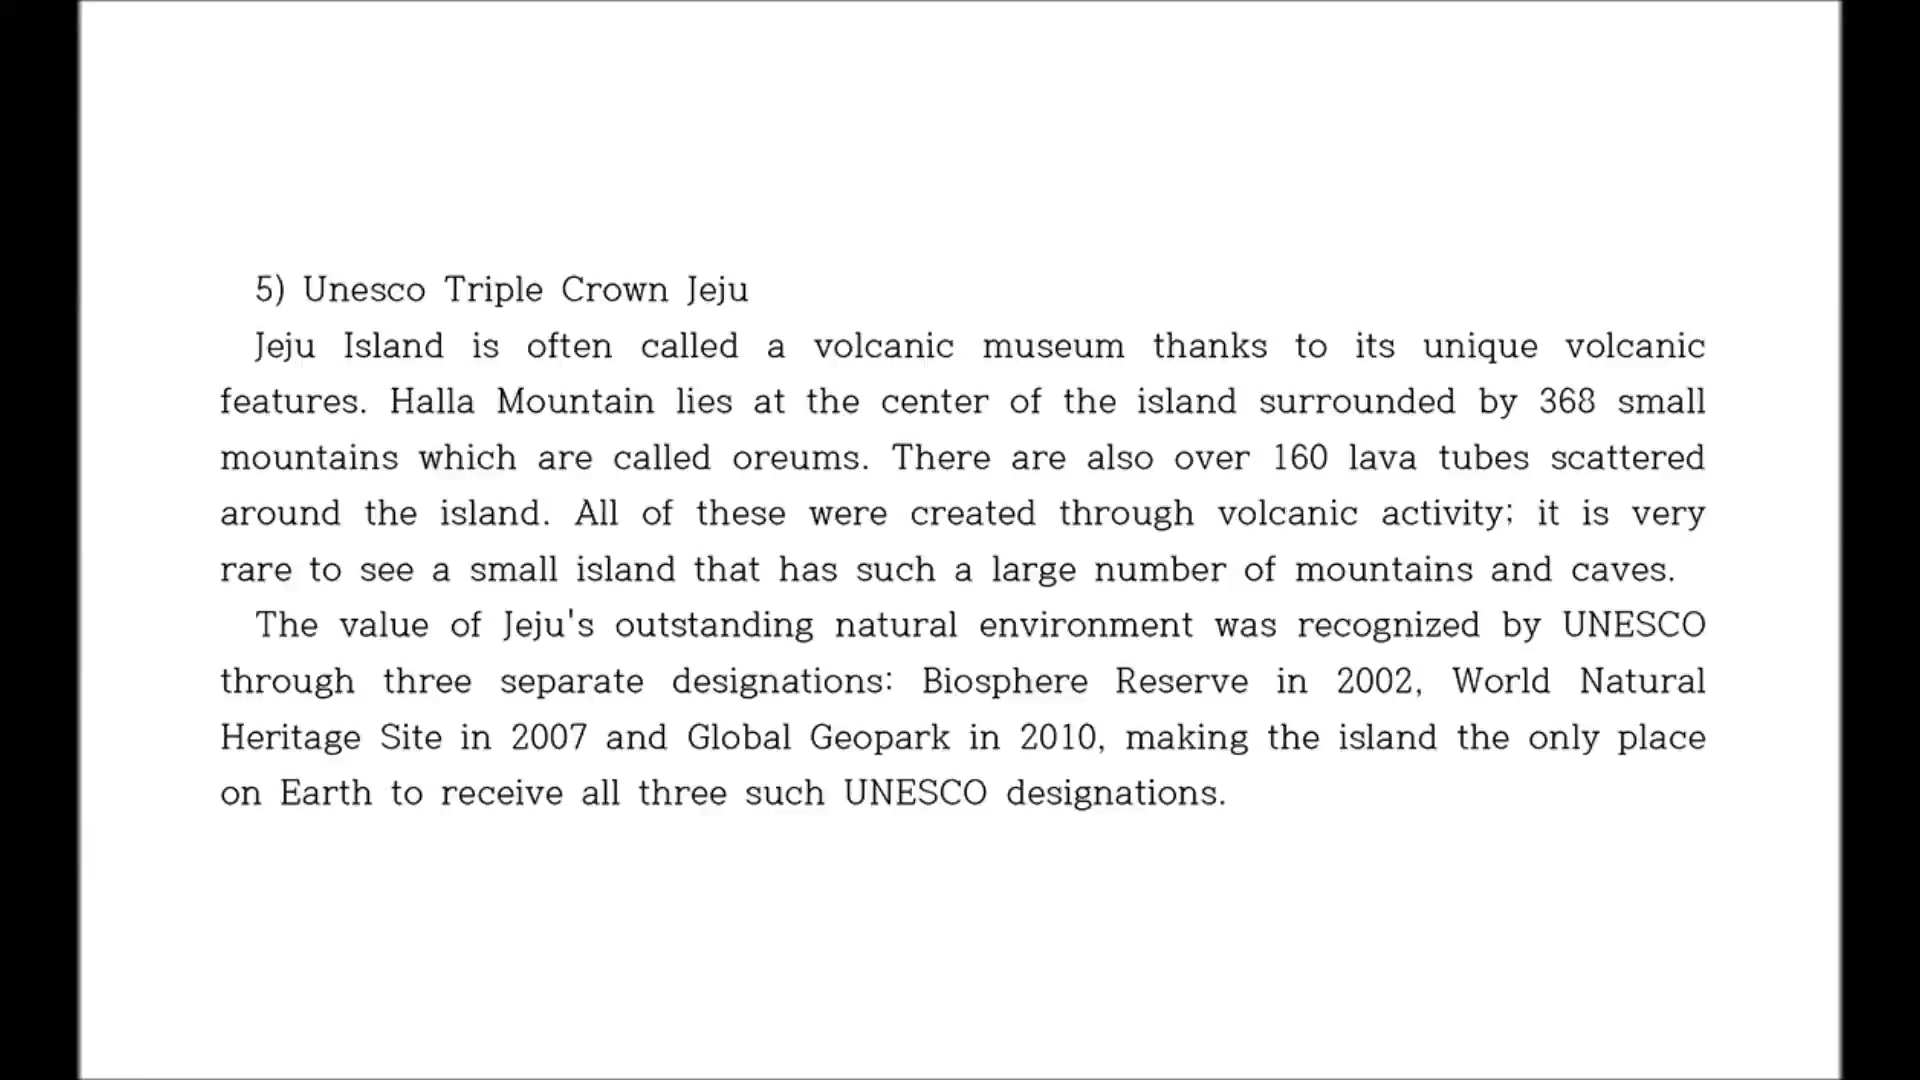 5) Unesco Triple Crown Jeju
Jeju Island is often called a volcanic museum thanks to its unique volcanic
features. Halla Mountain lies at the center of the island surrounded by 368 small
mountains which are called oreums. There are also over 160 lava tubes scattered
around the island. All of these were created through volcanic activity; it is very
rare to see a small island that has such a large number of mountains and caves.
The value of Jeju's outstanding natural environment was recognized by UNESCO
through three separate designations: Biosphere Reserve in 2002, World Natural
Heritage Site in 2007 and Global Geopark in 2010, making the island the only place
on Earth to receive all three such UNESCO designations.